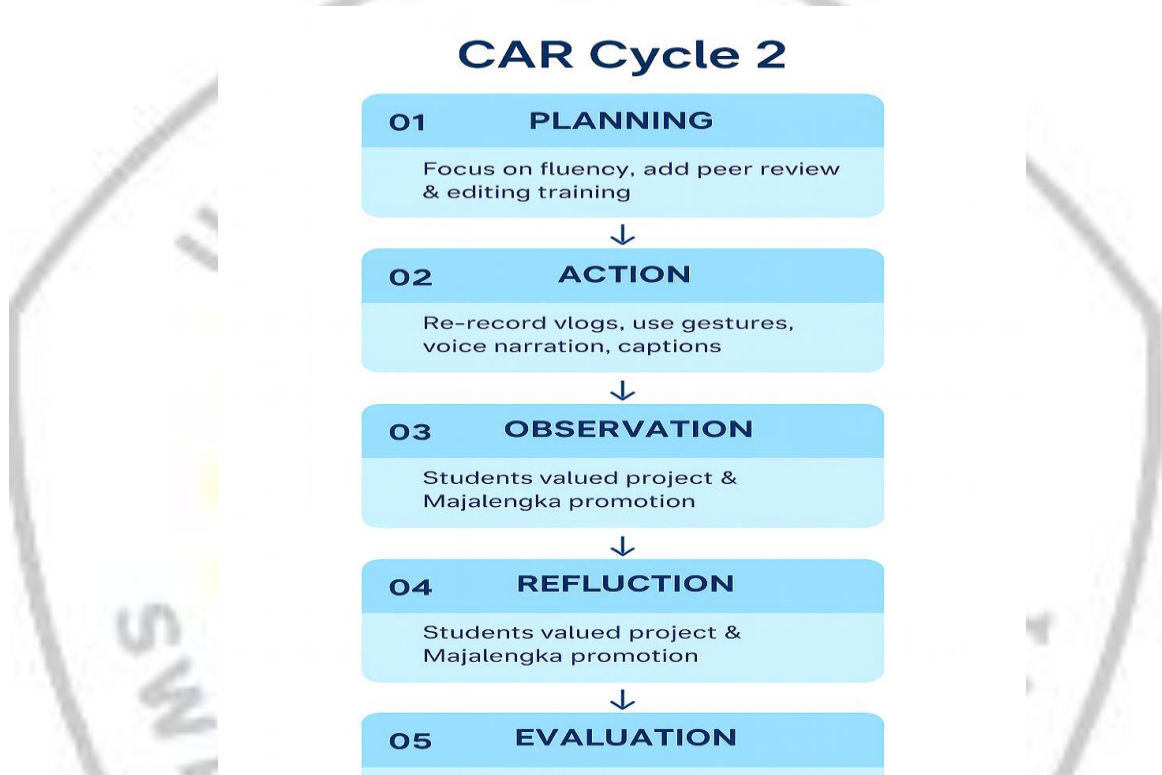 CAR Cycle 2
01 PLANNING
Focus on fluency, add peer review
& editing training
02 ACTION
Re-record vlogs, use gestures,
voice narration, captions
03 OBSERVATION
Students valued project &
Majalengka promotion
04 REFLUCTION
Students valued project &
Majalengka promotion
05 EVALUATION